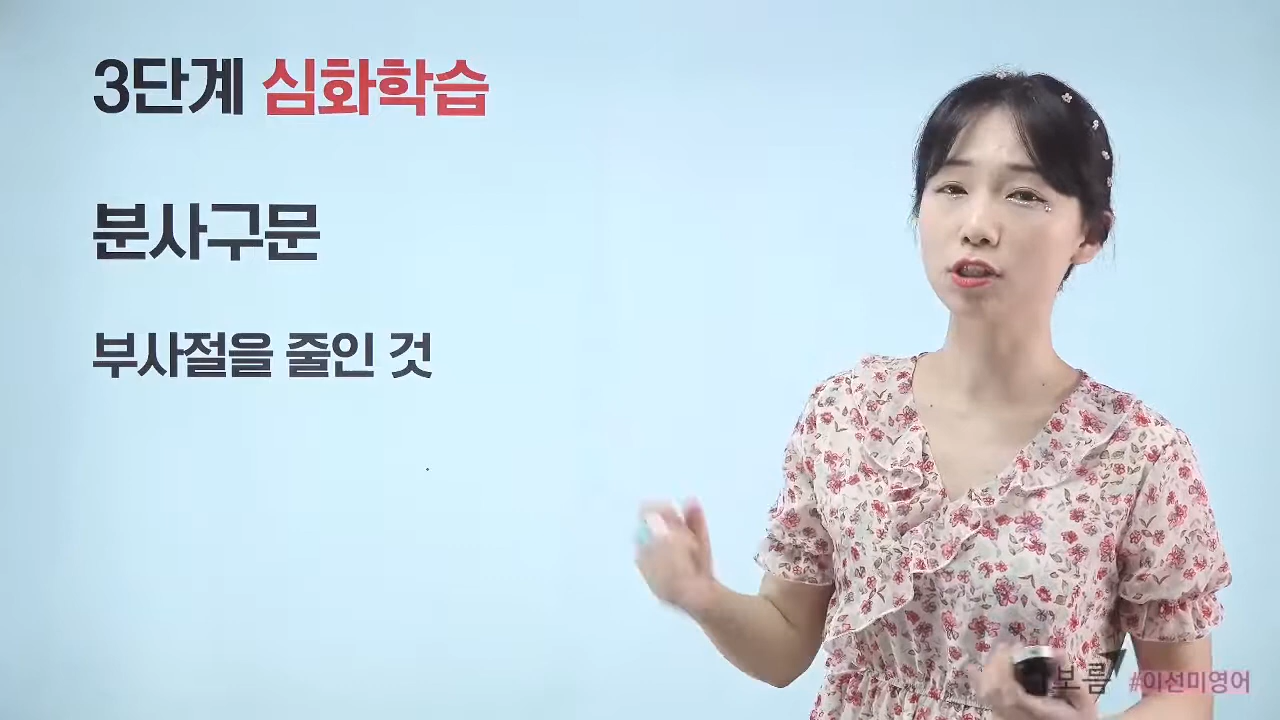 3단계 심화학습
분사구문
부사절을 줄인 것
보름
#이선미영어